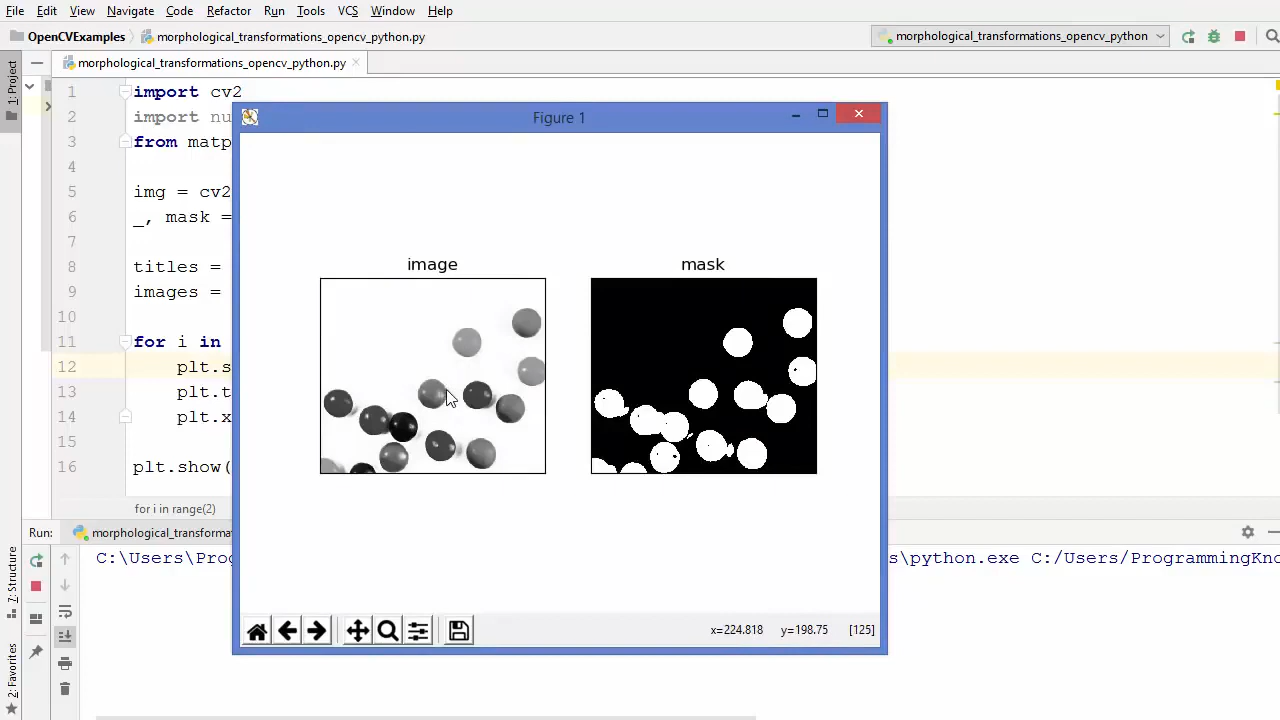 File Edit View Navigate Code Refactor Run Tools VCS Window Help
OpenCVExamples morphological_transformations_opencv_python.py morphological_transformations_opencv_python
morphological_transformations_opencv_python.py
1: Project
1 import cv2
2 import nu
3 from matp
4
5 img = cv2
6 _, mask =
7
8 titles =
9 images =
10
11 for i in
12 plt.s
13 plt.t
14 plt.x
15
16 plt.show(
for i in range(2)
Figure 1
image mask
x=224.818 y=198.75 [125]
Run: morphological_transforma
C:\Users\Prog
s\python.exe C:/Users/ProgrammingKno
7: Structure
2: Favorites